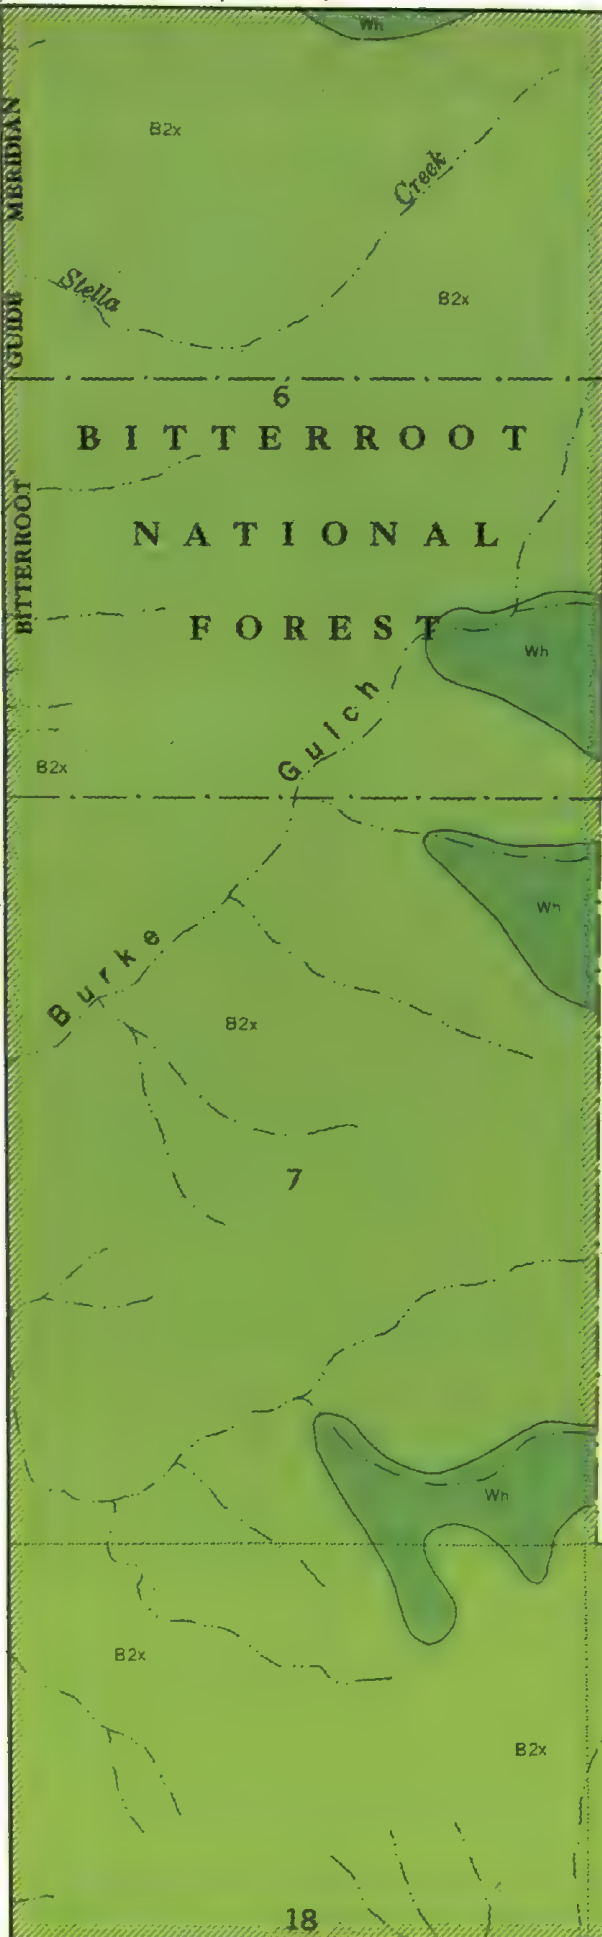 Wh
B2x
Stella Creek
B2x
BITTERROOT GUIDE MERIDIAN
6
BITTERROOT
NATIONAL
FOREST
Wh
B2x
Burke Gulch
Wh
B2x
7
Wh
B2x
B2x
18